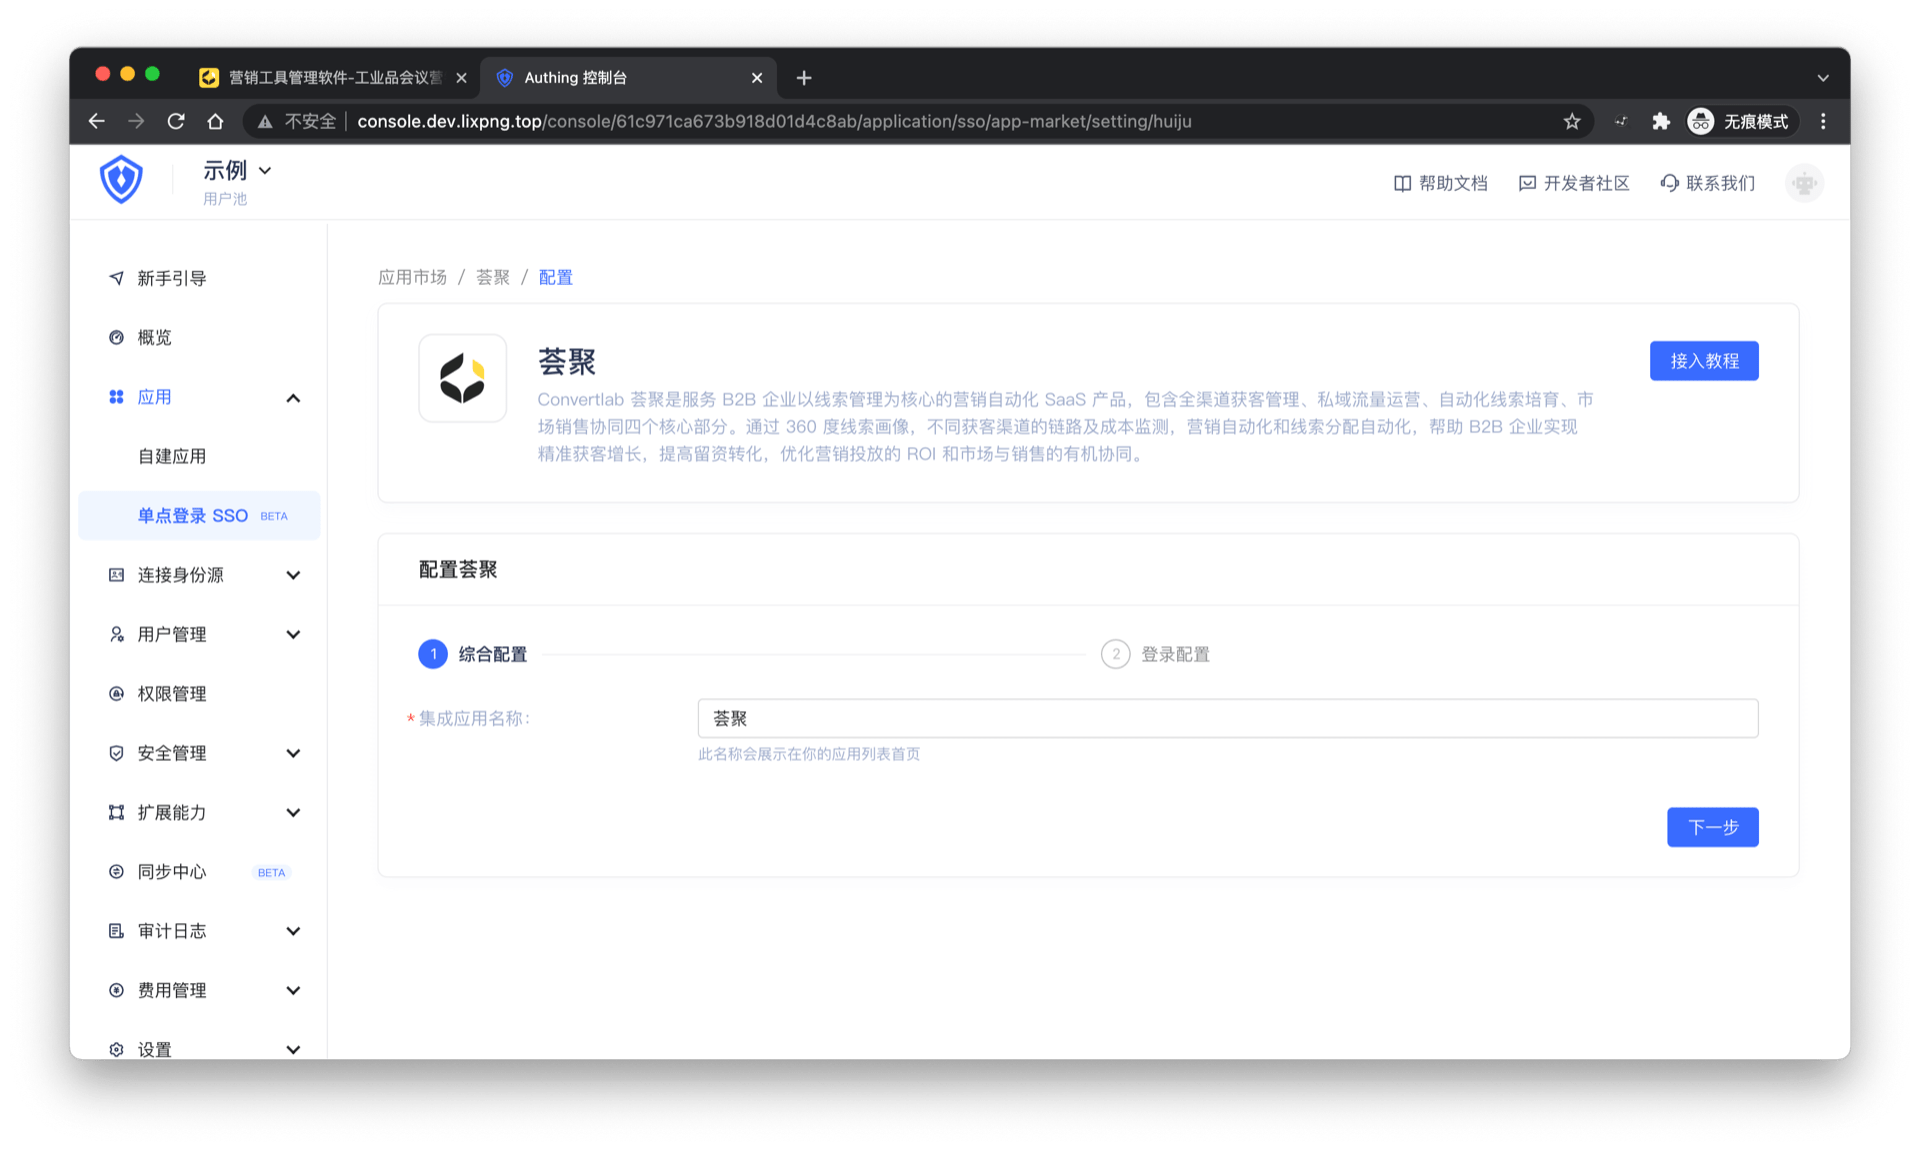 营销工具管理软件-工业品会议营
Authing 控制台
不安全
console.dev.lixpng.top/console/61c971ca673b918d01d4c8ab/application/sso/app-market/setting/huiju
无痕模式
示例
用户池
帮助文档
开发者社区
联系我们
新手引导
概览
应用
自建应用
单点登录 SSO BETA
连接身份源
用户管理
权限管理
安全管理
扩展能力
同步中心 BETA
审计日志
费用管理
设置
应用市场 / 荟聚 / 配置
荟聚
接入教程
Convertlab 荟聚是服务 B2B 企业以线索管理为核心的营销自动化 SaaS 产品，包含全渠道获客管理、私域流量运营、自动化线索培育、市
场销售协同四个核心部分。通过 360 度线索画像，不同获客渠道的链路及成本监测，营销自动化和线索分配自动化，帮助 B2B 企业实现
精准获客增长，提高留资转化，优化营销投放的 ROI 和市场与销售的有机协同。
配置荟聚
1 综合配置
2 登录配置
* 集成应用名称：
荟聚
此名称会展示在你的应用列表首页
下一步